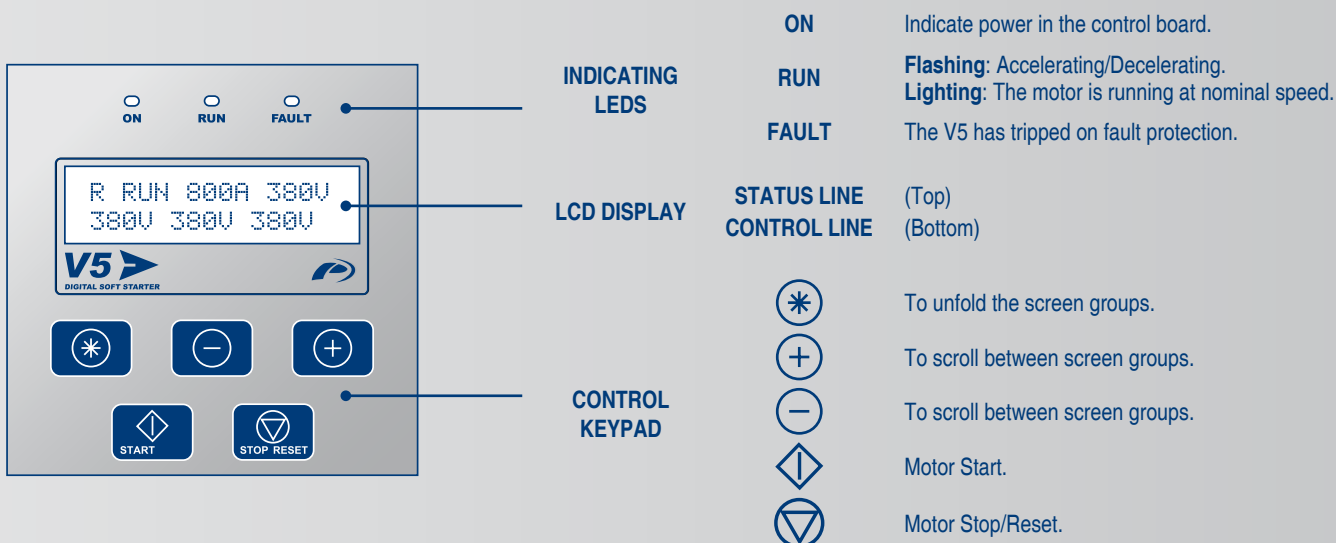 ON RUN FAULT
R RUN 800A 380V
380V 380V 380V
V5
DIGITAL SOFT STARTER
START STOP RESET
INDICATING
LEDS
LCD DISPLAY
CONTROL
KEYPAD
ON Indicate power in the control board.
RUN Flashing: Accelerating/Decelerating.
Lighting: The motor is running at nominal speed.
FAULT The V5 has tripped on fault protection.
STATUS LINE (Top)
CONTROL LINE (Bottom)
To unfold the screen groups.
To scroll between screen groups.
To scroll between screen groups.
Motor Start.
Motor Stop/Reset.